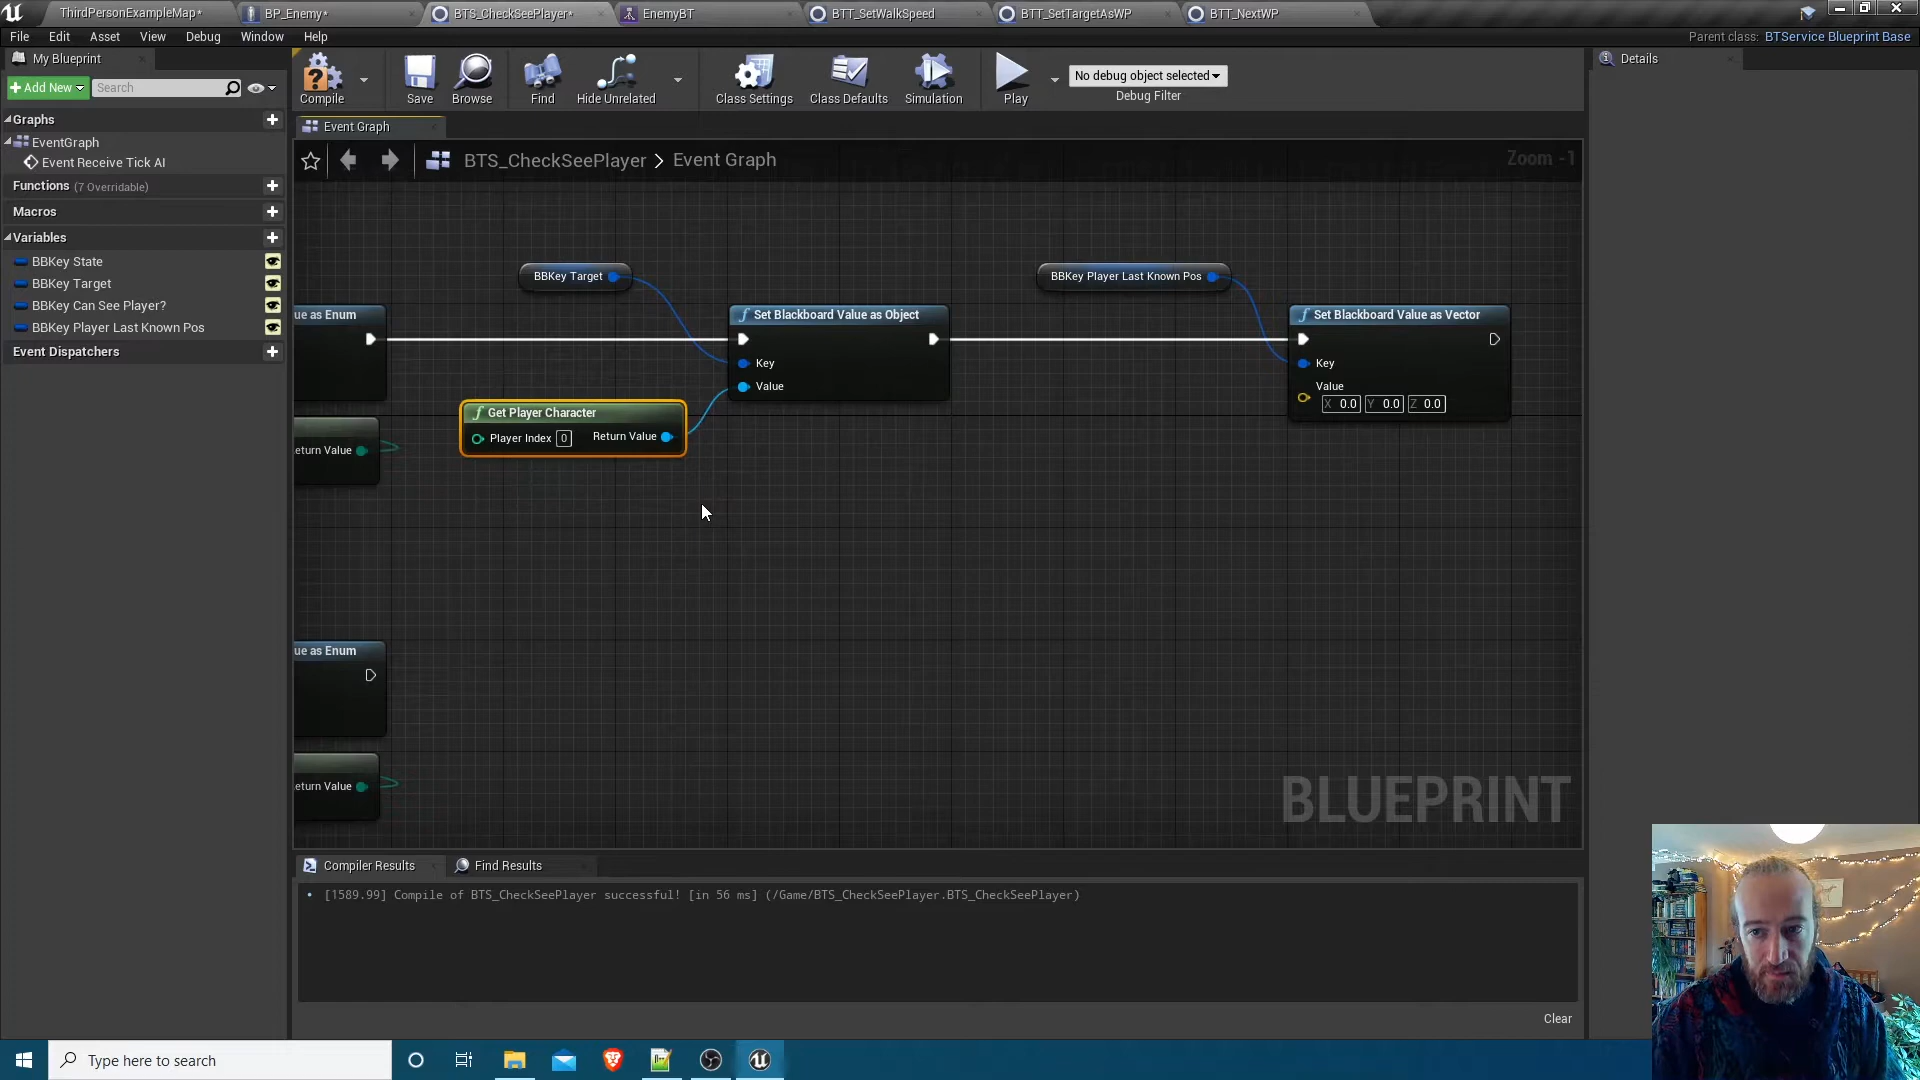 ThirdPersonExampleMap*
BP_Enemy*
BTS_CheckSeePlayer*
EnemyBT
BTT_SetWalkSpeed
BTT_SetTargetAsWP
BTT_NextWP
File Edit Asset View Debug Window Help
Parent class: BTService Blueprint Base
My Blueprint
Add New
Search
Compile
Save
Browse
Find
Hide Unrelated
Class Settings
Class Defaults
Simulation
Play
No debug object selected
Debug Filter
Details
Graphs
EventGraph
Event Receive Tick AI
Functions (7 Overridable)
Macros
Variables
BBKey State
BBKey Target
BBKey Can See Player?
BBKey Player Last Known Pos
Event Dispatchers
Event Graph
BTS_CheckSeePlayer > Event Graph
Zoom -1
BBKey Target
BBKey Player Last Known Pos
ue as Enum
Set Blackboard Value as Object
Key
Value
Set Blackboard Value as Vector
Key
Value
X 0.0 Y 0.0 Z 0.0
Get Player Character
Player Index 0 Return Value
eturn Value
ue as Enum
eturn Value
BLUEPRINT
Compiler Results
Find Results
[1589.99] Compile of BTS_CheckSeePlayer successful! [in 56 ms] (/Game/BTS_CheckSeePlayer.BTS_CheckSeePlayer)
Clear
Type here to search